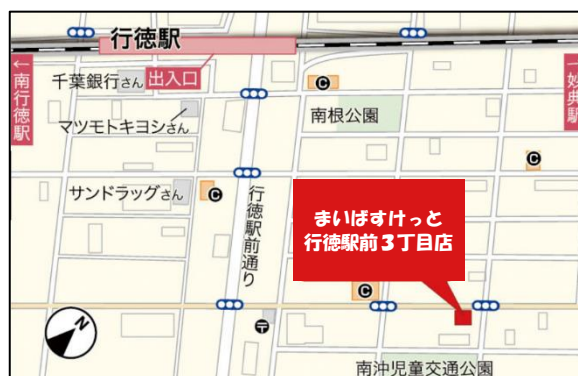 行徳駅
←南行徳駅
千葉銀行さん
出入口
→妙典駅
マツモトキヨシさん
南根公園
C
C
サンドラッグさん
C
行徳駅前通り
まいばすけっと
行徳駅前3丁目店
C
〒
N
南沖児童交通公園